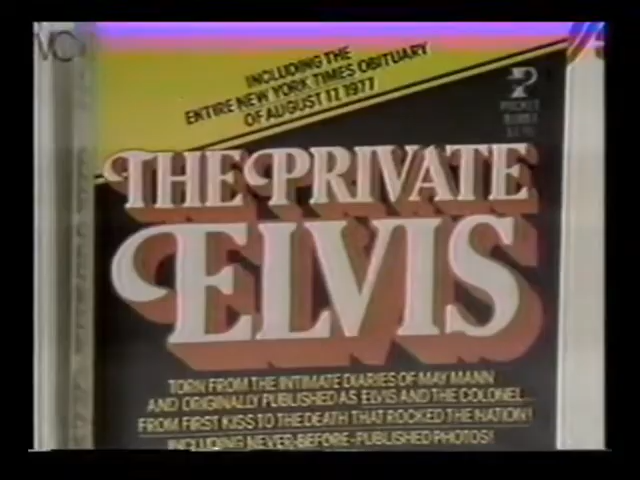 INCLUDING THE
ENTIRE NEW YORK TIMES OBITUARY
OF AUGUST 17, 1977
POCKET
BOOKS
THE PRIVATE
ELVIS
TORN FROM THE INTIMATE DIARIES OF MAY MANN
AND ORIGINALLY PUBLISHED AS ELVIS AND THE COLONEL...
FROM FIRST KISS TO THE DEATH THAT ROCKED THE NATION!
INCLUDING NEVER-BEFORE-PUBLISHED PHOTOS!